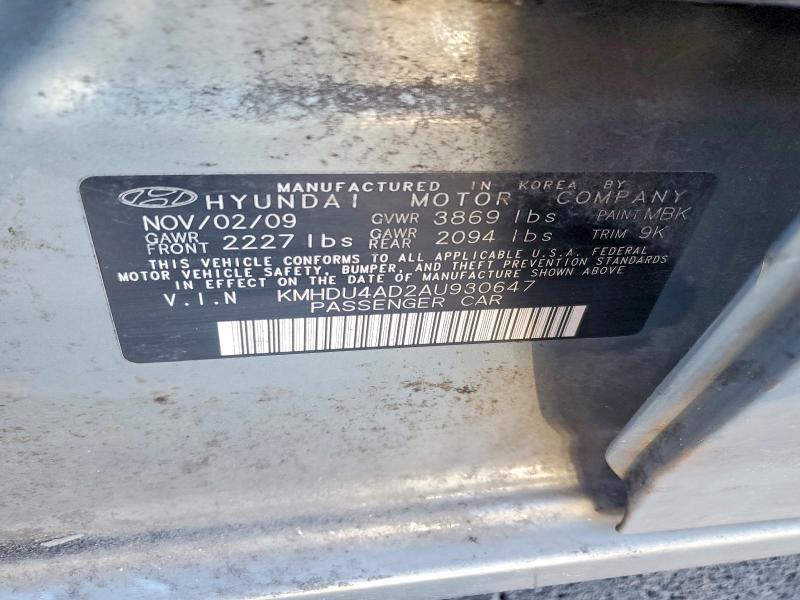 MANUFACTURED IN KOREA BY
HYUNDAI MOTOR COMPANY
NOV/02/09 GVWR 3869 lbs PAINT MBK
GAWR FRONT 2227 lbs GAWR REAR 2094 lbs TRIM 9K
THIS VEHICLE CONFORMS TO ALL APPLICABLE U.S.A. FEDERAL
MOTOR VEHICLE SAFETY, BUMPER, AND THEFT PREVENTION STANDARDS
IN EFFECT ON THE DATE OF MANUFACTURE SHOWN ABOVE
V.I.N KMHDU4AD2AU930647
PASSENGER CAR